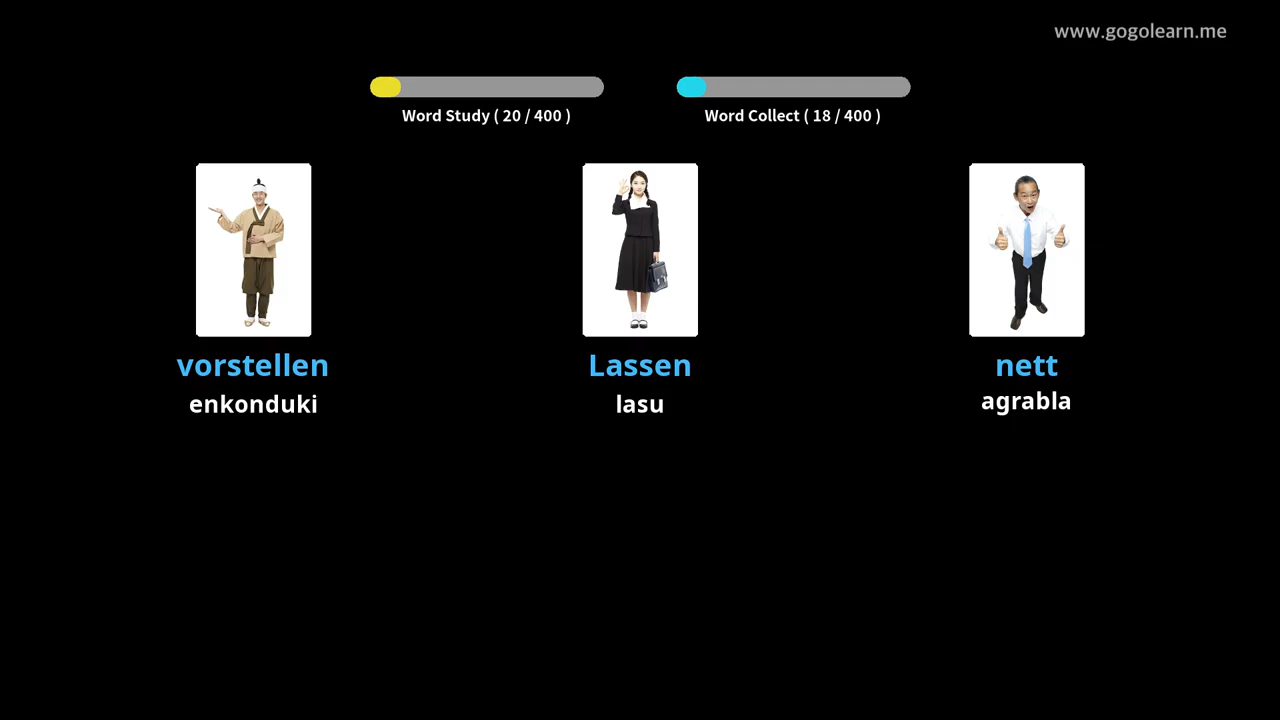 www.gogolearn.me
Word Study ( 20 / 400 )
Word Collect ( 18 / 400 )
vorstellen
enkonduki
Lassen
lasu
nett
agrabla